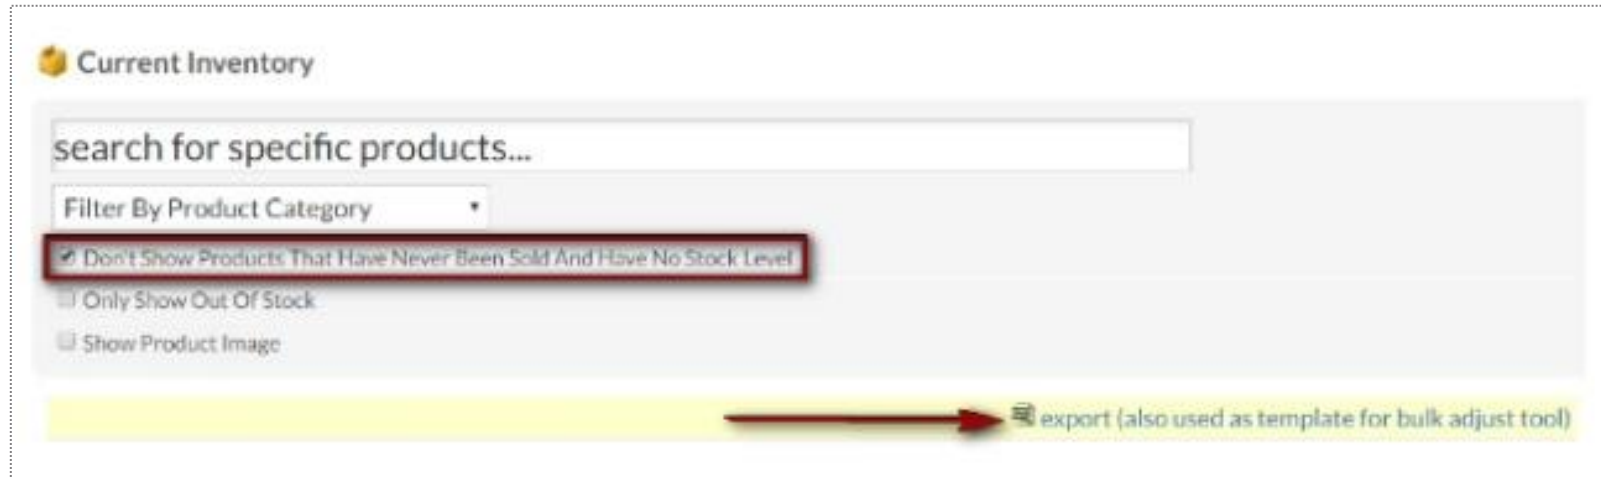 Current Inventory
search for specific products...
Filter By Product Category
Don't Show Products That Have Never Been Sold And Have No Stock Level
Only Show Out Of Stock
Show Product Image
export (also used as template for bulk adjust tool)